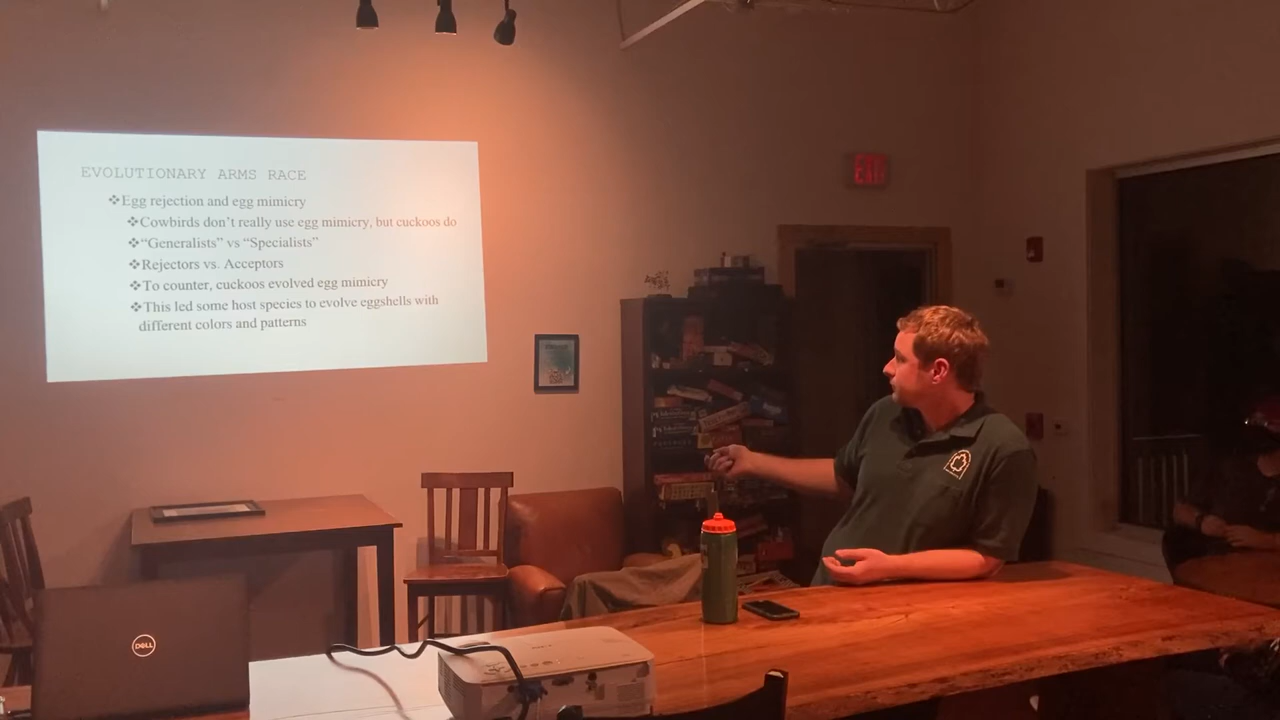 EVOLUTIONARY ARMS RACE
❖Egg rejection and egg mimicry
❖Cowbirds don't really use egg mimicry, but cuckoos do
❖“Generalists” vs “Specialists”
❖Rejectors vs. Acceptors
❖To counter, cuckoos evolved egg mimicry
❖This led some host species to evolve eggshells with
different colors and patterns
EXIT
DELL